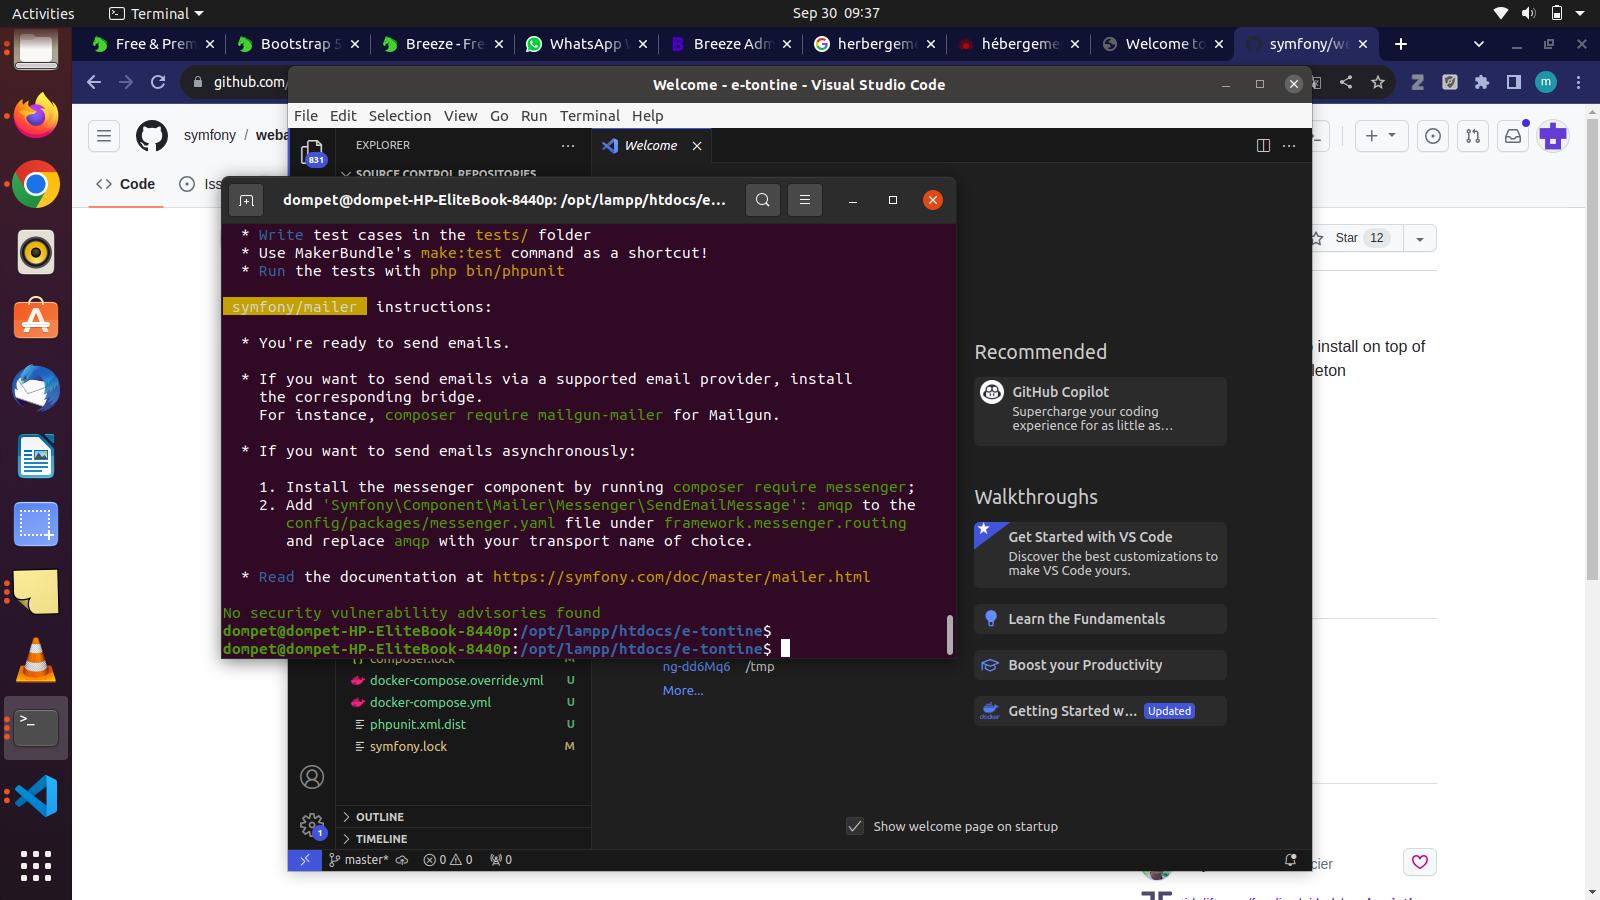 Activities
Terminal
Sep 30 09:37
Free & Prem
Bootstrap 5
Breeze - Fre
WhatsApp W
Breeze Adm
herbergeme
hébergemen
Welcome to
symfony/we
github.com/
m
Welcome - e-tontine - Visual Studio Code
File Edit Selection View Go Run Terminal Help
symfony / weba
Code
Iss
831
EXPLORER
Welcome
SOURCE CONTROL REPOSITORIES
Star 12
dompet@dompet-HP-EliteBook-8440p: /opt/lampp/htdocs/e...
* Write test cases in the tests/ folder
* Use MakerBundle's make:test command as a shortcut!
* Run the tests with php bin/phpunit
symfony/mailer instructions:
* You're ready to send emails.
* If you want to send emails via a supported email provider, install
the corresponding bridge.
For instance, composer require mailgun-mailer for Mailgun.
* If you want to send emails asynchronously:
1. Install the messenger component by running composer require messenger;
2. Add 'Symfony\Component\Mailer\Messenger\SendEmailMessage': amqp to the
config/packages/messenger.yaml file under framework.messenger.routing
and replace amqp with your transport name of choice.
* Read the documentation at https://symfony.com/doc/master/mailer.html
No security vulnerability advisories found
dompet@dompet-HP-EliteBook-8440p:/opt/lampp/htdocs/e-tontine$
dompet@dompet-HP-EliteBook-8440p:/opt/lampp/htdocs/e-tontine$
install on top of
leton
Recommended
GitHub Copilot
Supercharge your coding
experience for as little as...
Walkthroughs
Get Started with VS Code
Discover the best customizations to
make VS Code yours.
Learn the Fundamentals
Boost your Productivity
Getting Started w... Updated
composer.lock M
docker-compose.override.yml U
docker-compose.yml U
phpunit.xml.dist U
symfony.lock M
ng-dd6Mq6 /tmp
More...
OUTLINE
TIMELINE
1
Show welcome page on startup
master* 0 0 0
cier